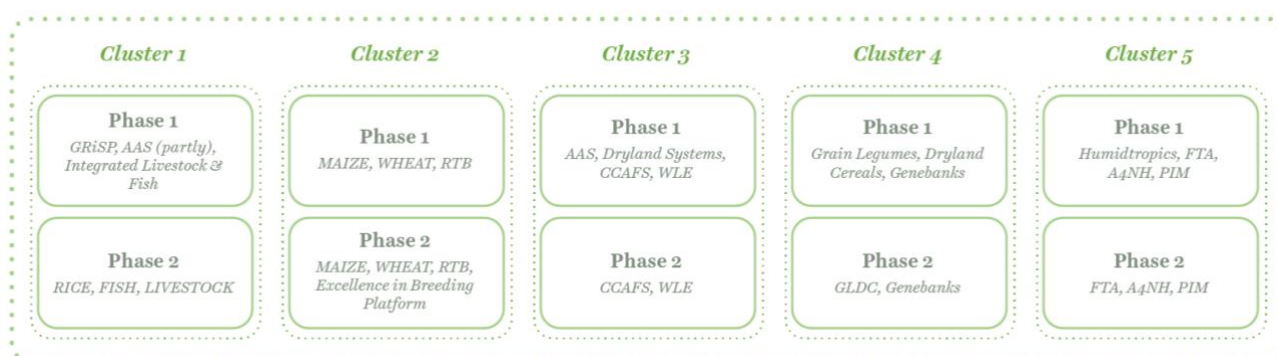 Cluster 1
Phase 1
GRiSP, AAS (partly),
Integrated Livestock &
Fish
Phase 2
RICE, FISH, LIVESTOCK
Cluster 2
Phase 1
MAIZE, WHEAT, RTB
Phase 2
MAIZE, WHEAT, RTB,
Excellence in Breeding
Platform
Cluster 3
Phase 1
AAS, Dryland Systems,
CCAFS, WLE
Phase 2
CCAFS, WLE
Cluster 4
Phase 1
Grain Legumes, Dryland
Cereals, Genebanks
Phase 2
GLDC, Genebanks
Cluster 5
Phase 1
Humidtropics, FTA,
A4NH, PIM
Phase 2
FTA, A4NH, PIM